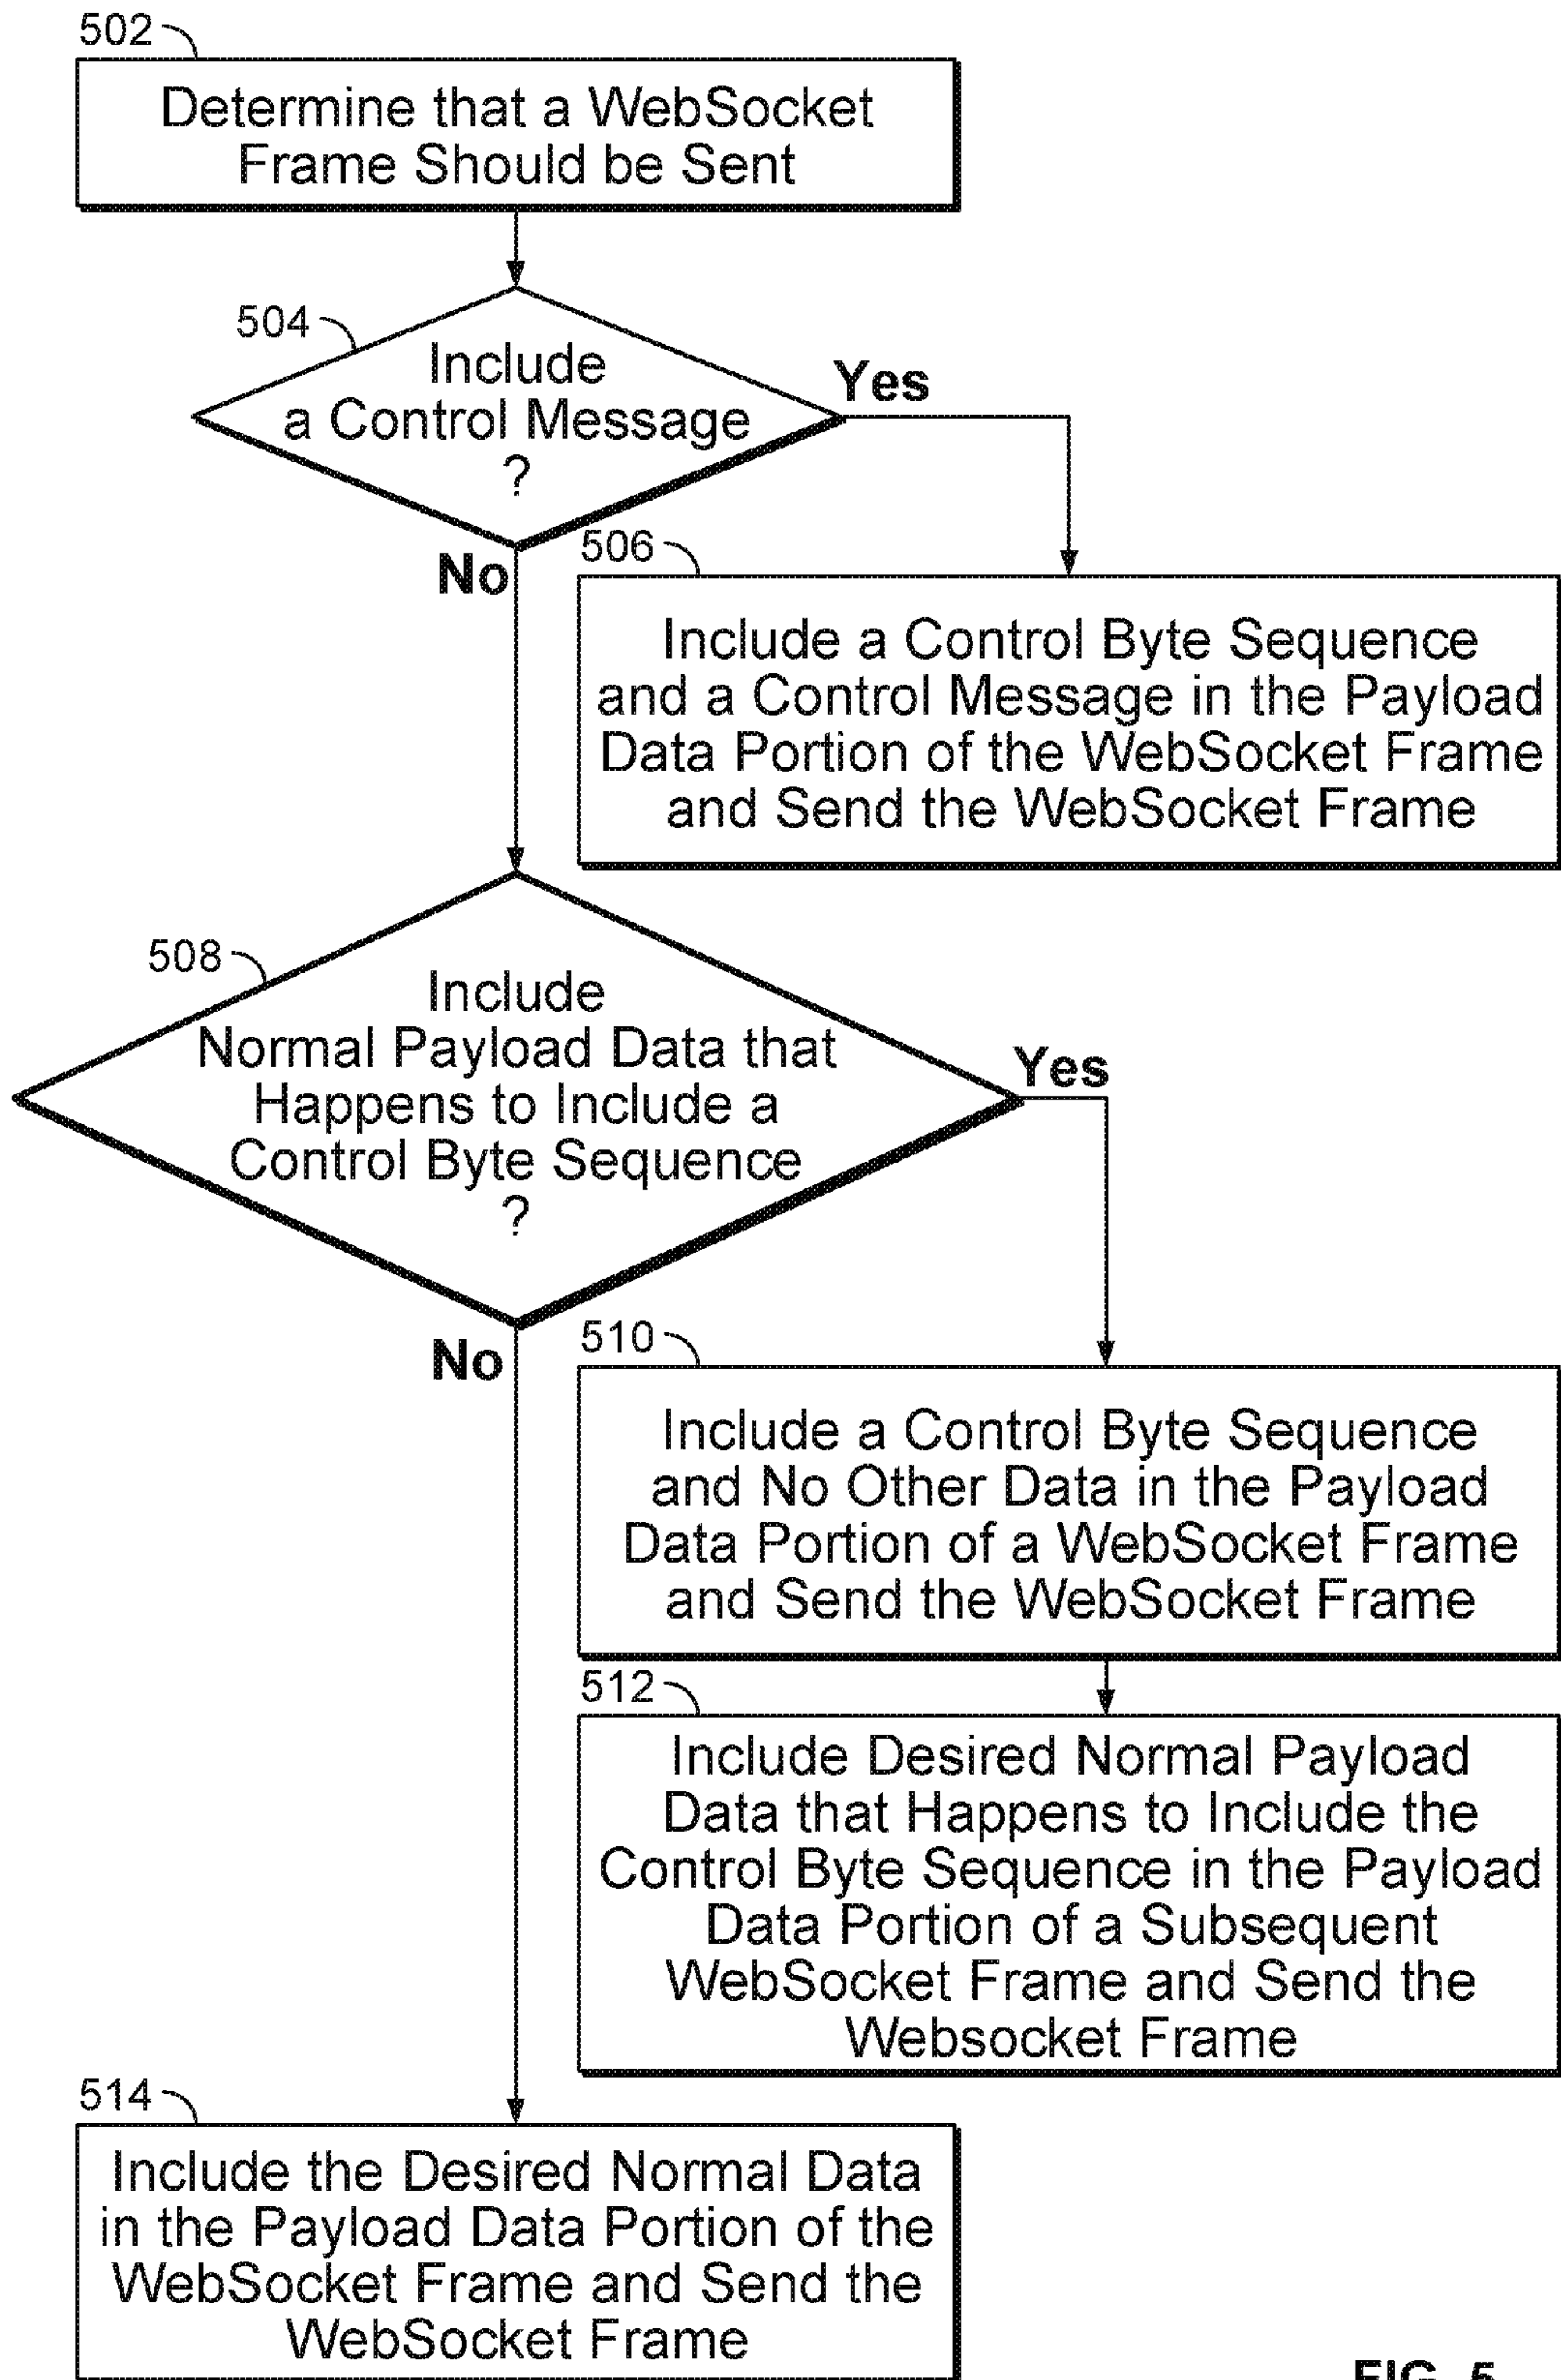 502
Determine that a WebSocket
Frame Should be Sent
504
Include
a Control Message
?
Yes
No
506
Include a Control Byte Sequence
and a Control Message in the Payload
Data Portion of the WebSocket Frame
and Send the WebSocket Frame
508
Include
Normal Payload Data that
Happens to Include a
Control Byte Sequence
?
Yes
No
510
Include a Control Byte Sequence
and No Other Data in the Payload
Data Portion of a WebSocket Frame
and Send the WebSocket Frame
512
Include Desired Normal Payload
Data that Happens to Include the
Control Byte Sequence in the Payload
Data Portion of a Subsequent
WebSocket Frame and Send the
Websocket Frame
514
Include the Desired Normal Data
in the Payload Data Portion of the
WebSocket Frame and Send the
WebSocket Frame
FIG. 5